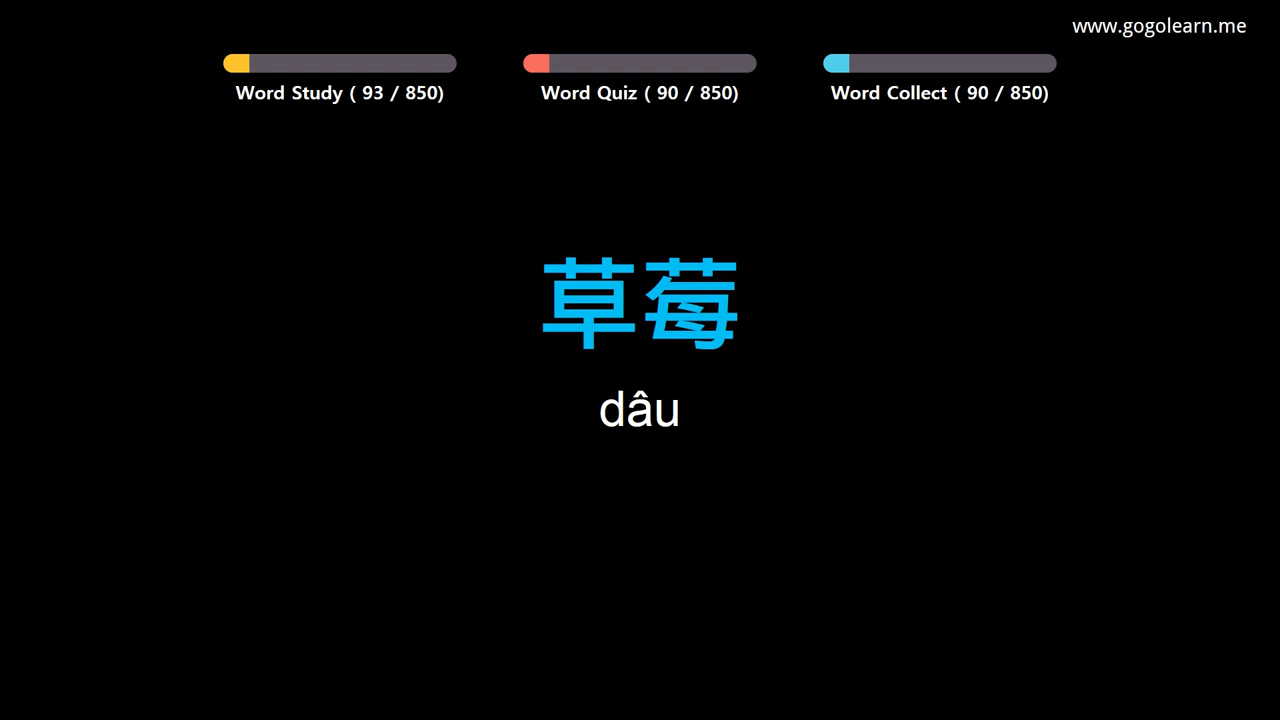 www.gogolearn.me
Word Study ( 93 / 850)
Word Quiz ( 90 / 850)
Word Collect ( 90 / 850)
草莓
dâu